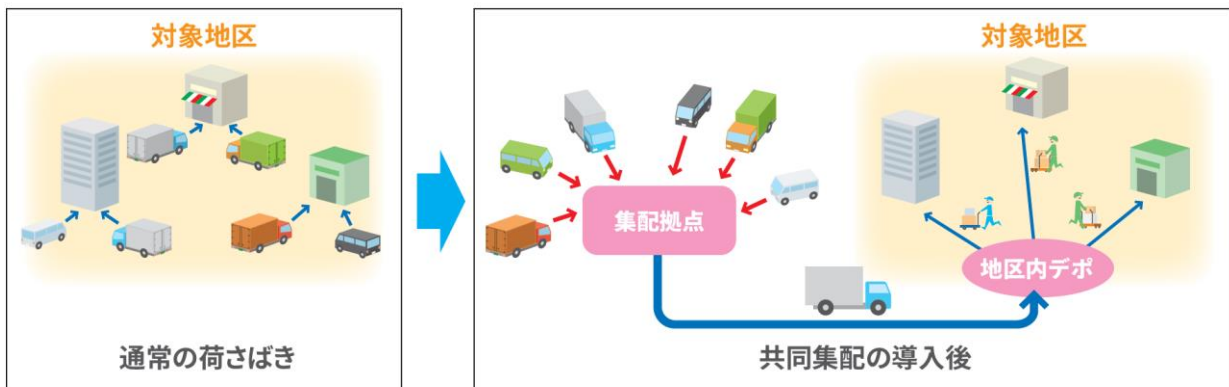 対象地区
通常の荷さばき
対象地区
集配拠点
地区内デポ
共同集配の導入後